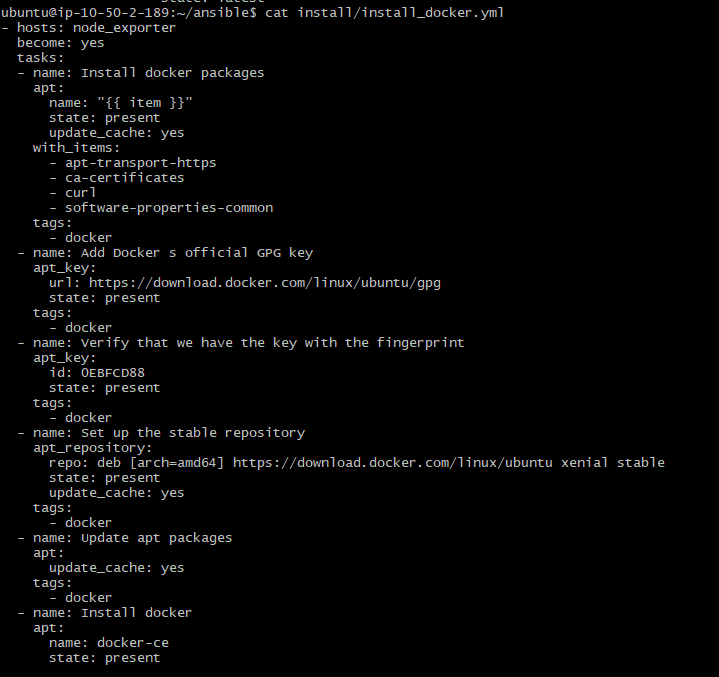 ubuntu@ip-10-50-2-189:~/ansible$ cat install/install_docker.yml
- hosts: node_exporter
  become: yes
  tasks:
  - name: Install docker packages
    apt:
      name: "{{ item }}"
      state: present
      update_cache: yes
    with_items:
      - apt-transport-https
      - ca-certificates
      - curl
      - software-properties-common
    tags:
      - docker
  - name: Add Docker s official GPG key
    apt_key:
      url: https://download.docker.com/linux/ubuntu/gpg
      state: present
    tags:
      - docker
  - name: Verify that we have the key with the fingerprint
    apt_key:
      id: 0EBFCD88
      state: present
    tags:
      - docker
  - name: Set up the stable repository
    apt_repository:
      repo: deb [arch=amd64] https://download.docker.com/linux/ubuntu xenial stable
      state: present
      update_cache: yes
    tags:
      - docker
  - name: Update apt packages
    apt:
      update_cache: yes
    tags:
      - docker
  - name: Install docker
    apt:
      name: docker-ce
      state: present